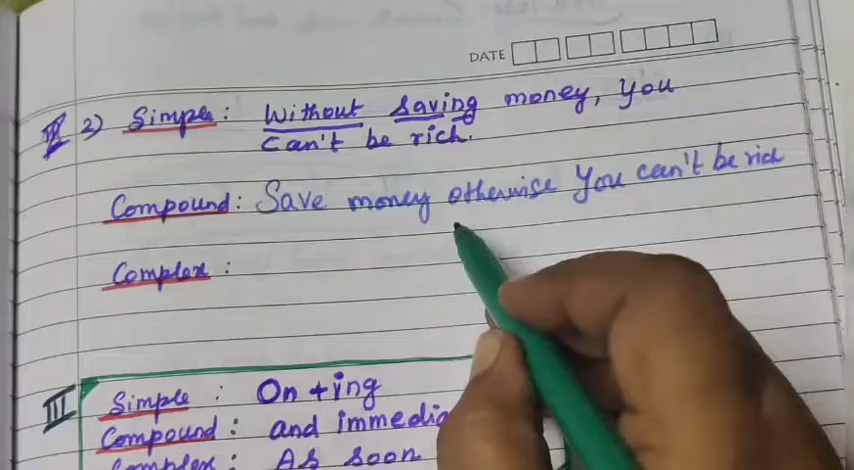 DATE
II 2) Simple: Without saving money, you
can't be rich.
Compound: Save money otherwise you can't be rich
Complex:
III Simple : On + ing
Compound : and immedia
Complex: As soon